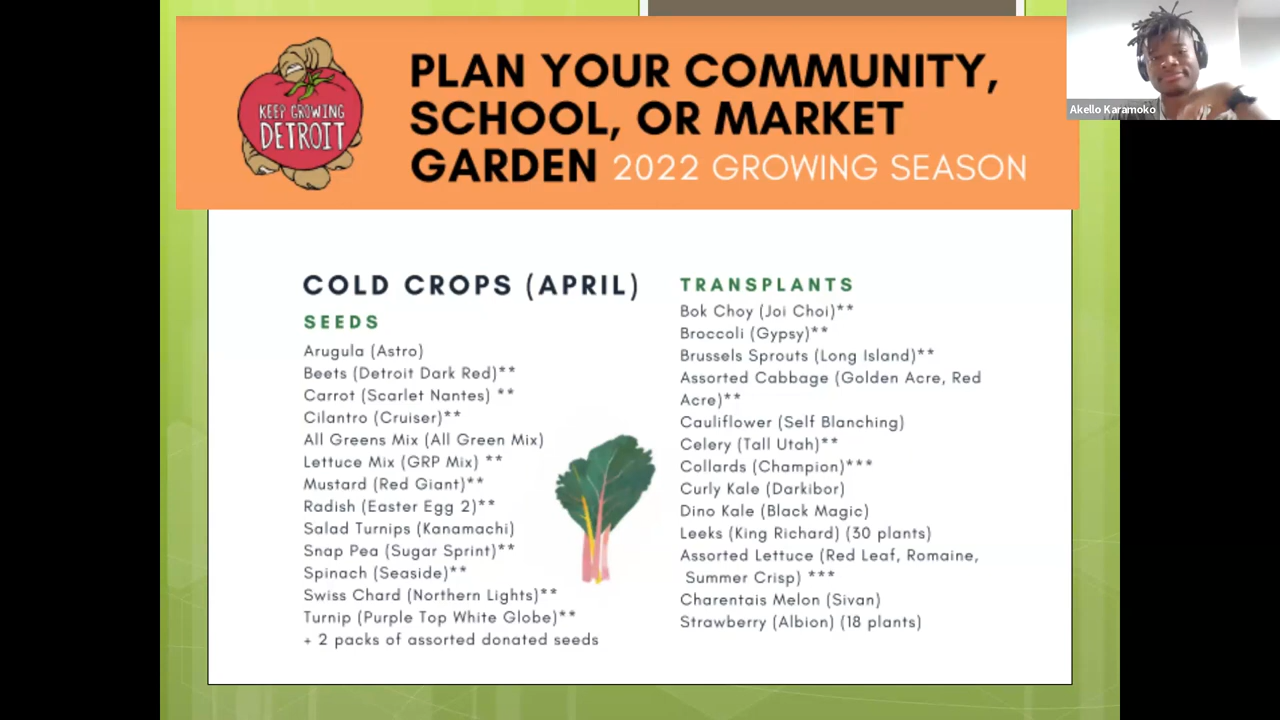 KEEP GROWING
DETROIT
PLAN YOUR COMMUNITY,
SCHOOL, OR MARKET
GARDEN 2022 GROWING SEASON
Akello Karamoko
COLD CROPS (APRIL)
SEEDS
Arugula (Astro)
Beets (Detroit Dark Red)**
Carrot (Scarlet Nantes) **
Cilantro (Cruiser)**
All Greens Mix (All Green Mix)
Lettuce Mix (GRP Mix) **
Mustard (Red Giant)**
Radish (Easter Egg 2)**
Salad Turnips (Kanamachi)
Snap Pea (Sugar Sprint)**
Spinach (Seaside)**
Swiss Chard (Northern Lights)**
Turnip (Purple Top White Globe)**
+ 2 packs of assorted donated seeds
TRANSPLANTS
Bok Choy (Joi Choi)**
Broccoli (Gypsy)**
Brussels Sprouts (Long Island)**
Assorted Cabbage (Golden Acre, Red
Acre)**
Cauliflower (Self Blanching)
Celery (Tall Utah)**
Collards (Champion)***
Curly Kale (Darkibor)
Dino Kale (Black Magic)
Leeks (King Richard) (30 plants)
Assorted Lettuce (Red Leaf, Romaine,
Summer Crisp) ***
Charentais Melon (Sivan)
Strawberry (Albion) (18 plants)